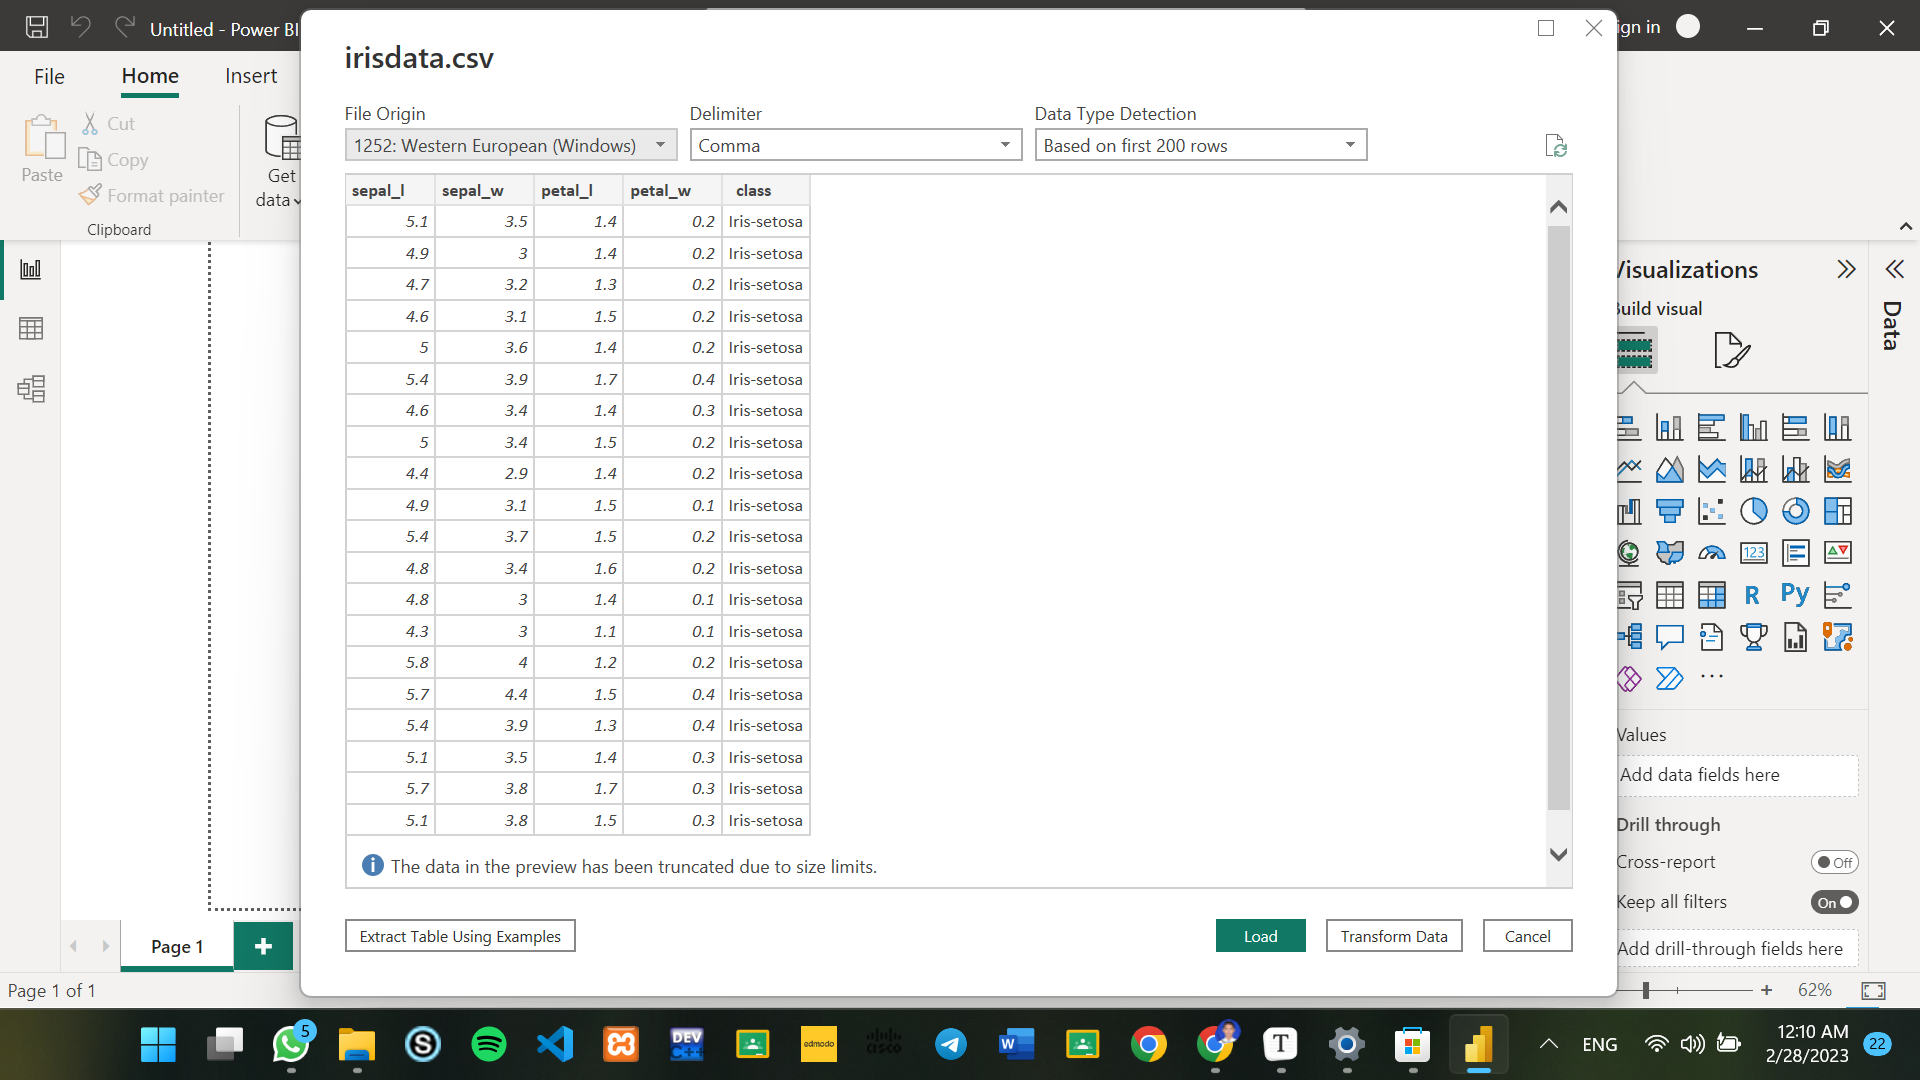 Untitled - Power BI
ign in
File Home Insert
Paste
Cut
Copy
Format painter
Clipboard
Get
data
irisdata.csv
File Origin Delimiter Data Type Detection
1252: Western European (Windows) Comma Based on first 200 rows
sepal_l sepal_w petal_l petal_w class
5.1 3.5 1.4 0.2 Iris-setosa
4.9 3 1.4 0.2 Iris-setosa
4.7 3.2 1.3 0.2 Iris-setosa
4.6 3.1 1.5 0.2 Iris-setosa
5 3.6 1.4 0.2 Iris-setosa
5.4 3.9 1.7 0.4 Iris-setosa
4.6 3.4 1.4 0.3 Iris-setosa
5 3.4 1.5 0.2 Iris-setosa
4.4 2.9 1.4 0.2 Iris-setosa
4.9 3.1 1.5 0.1 Iris-setosa
5.4 3.7 1.5 0.2 Iris-setosa
4.8 3.4 1.6 0.2 Iris-setosa
4.8 3 1.4 0.1 Iris-setosa
4.3 3 1.1 0.1 Iris-setosa
5.8 4 1.2 0.2 Iris-setosa
5.7 4.4 1.5 0.4 Iris-setosa
5.4 3.9 1.3 0.4 Iris-setosa
5.1 3.5 1.4 0.3 Iris-setosa
5.7 3.8 1.7 0.3 Iris-setosa
5.1 3.8 1.5 0.3 Iris-setosa
The data in the preview has been truncated due to size limits.
Extract Table Using Examples Load Transform Data Cancel
Visualizations
Build visual
Data
123
R Py
Values
Add data fields here
Drill through
Cross-report Off
Keep all filters On
Add drill-through fields here
Page 1 +
Page 1 of 1
62%
5
S
DEV
C++
edmodo
cisco
W
T
ENG
12:10 AM
2/28/2023
22